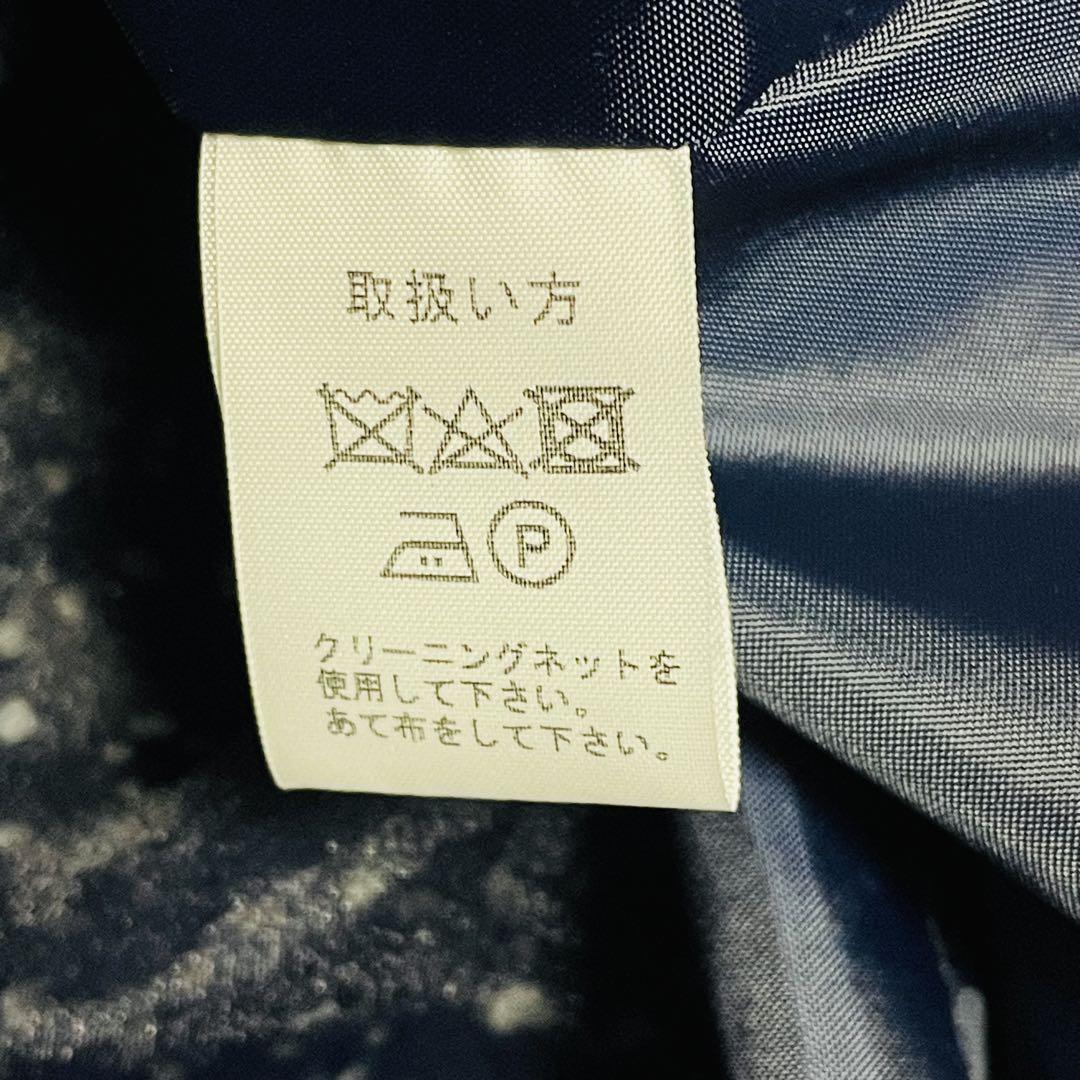 取扱い方
P
クリーニングネットを
使用して下さい。
あて布をして下さい。